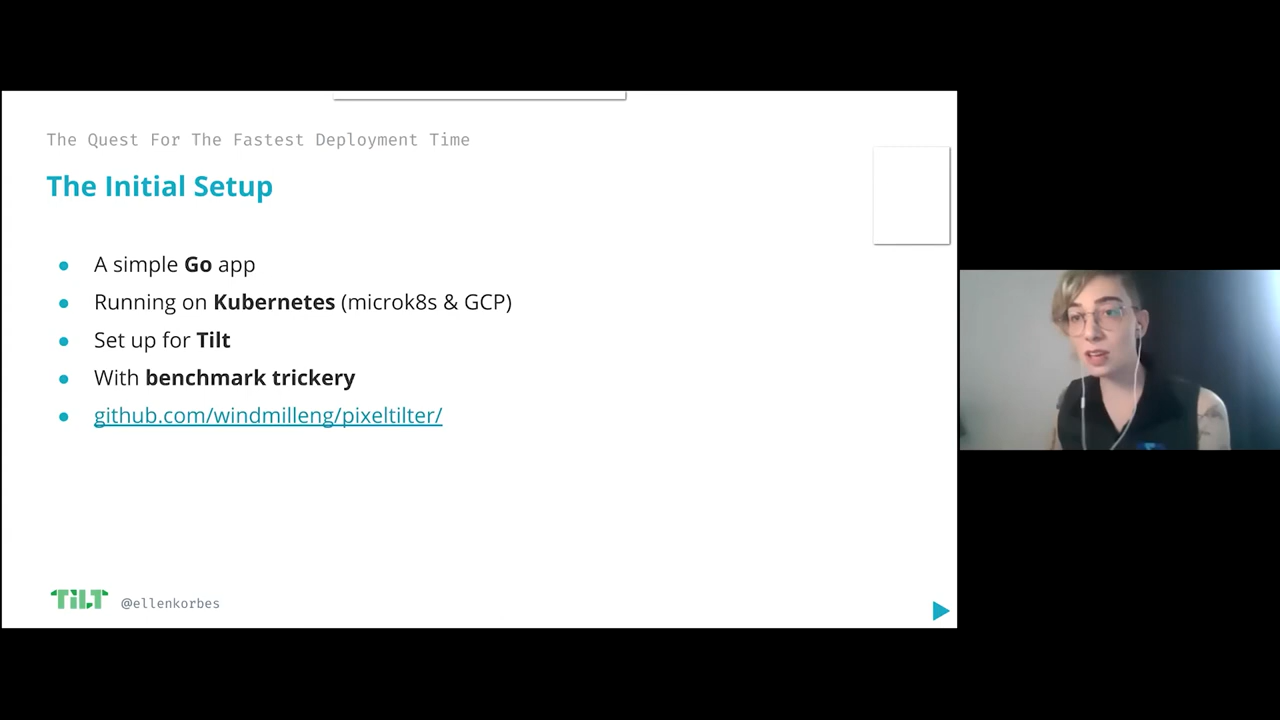 The Quest For The Fastest Deployment Time
The Initial Setup
A simple Go app
Running on Kubernetes (microk8s & GCP)
Set up for Tilt
With benchmark trickery
github.com/windmilleng/pixeltilter/
TiLT @ellenkorbes